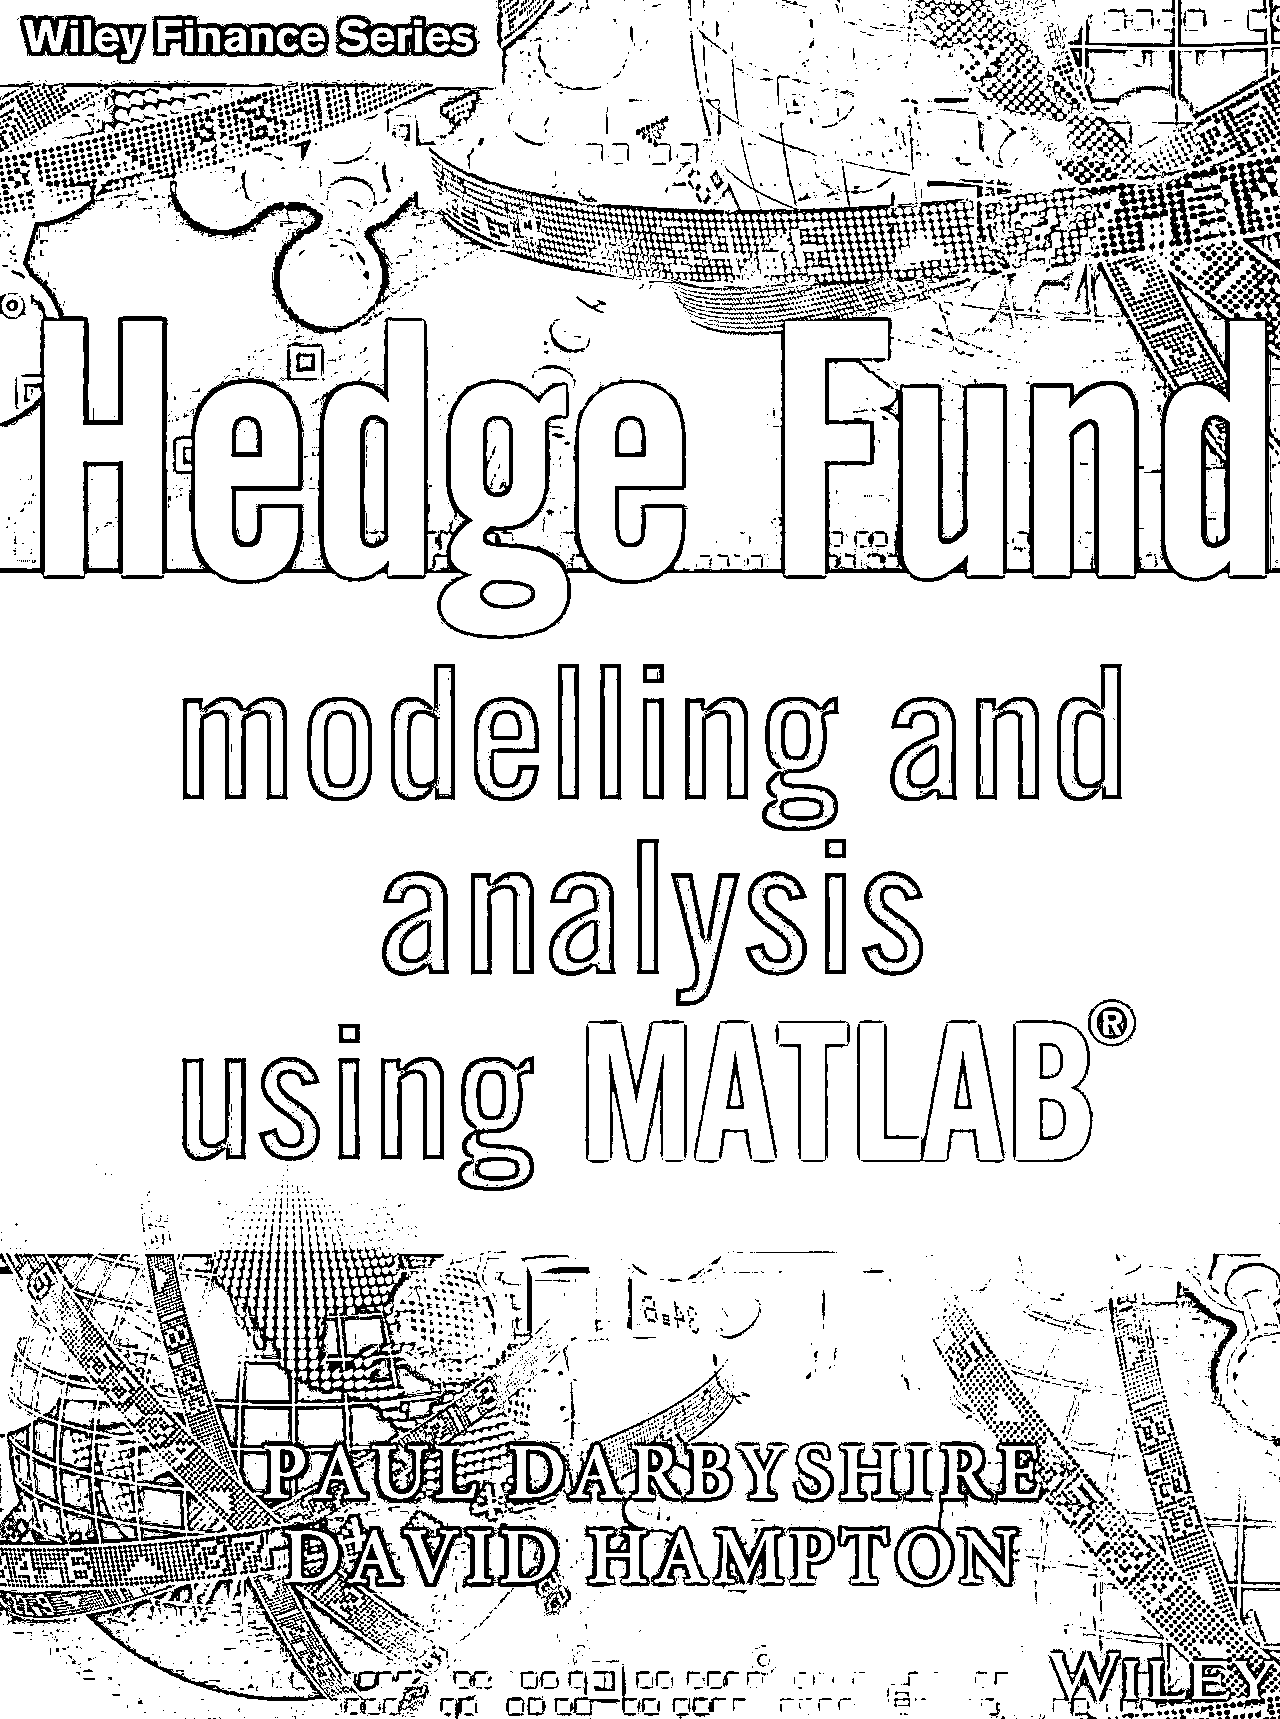 Wiley Finance Series
Hedge Fund
modelling and
analysis
using MATLAB®
PAUL DARBYSHIRE
DAVID HAMPTON
WILEY